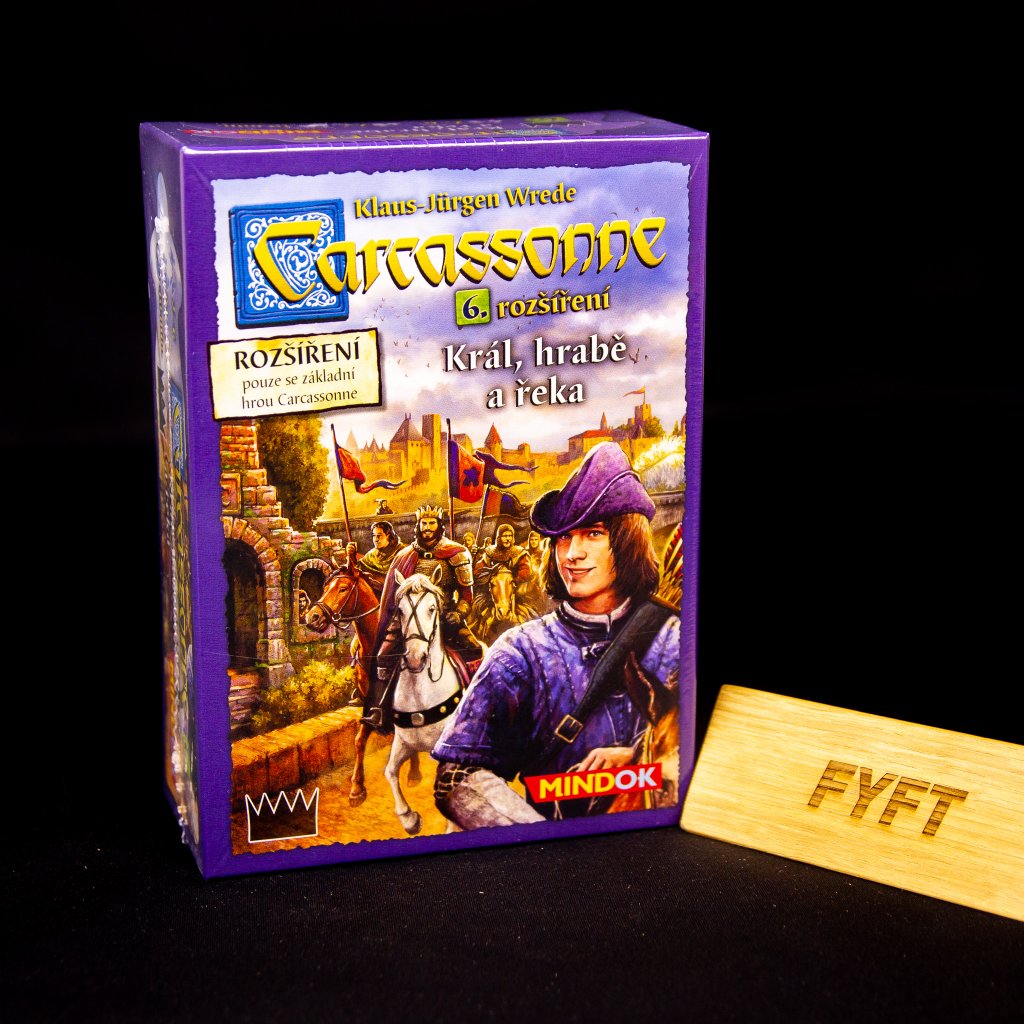 Klaus-Jürgen Wrede
Carcassonne
6. rozšíření
ROZŠÍŘENÍ
pouze se základní
hrou Carcassonne
Král, hrabě
a řeka
MINDOK
FYFT